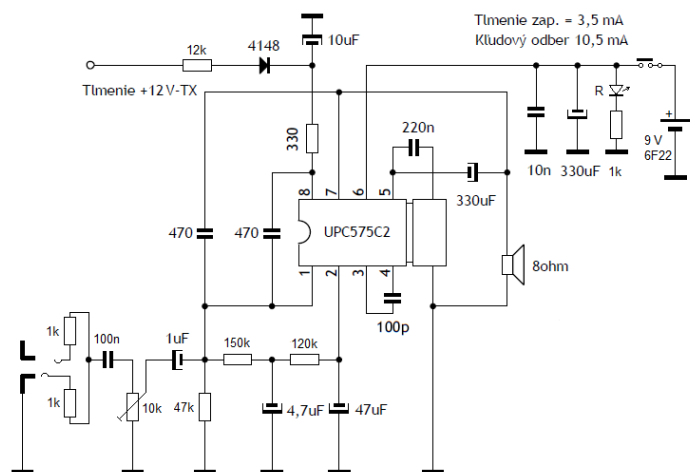 Tlmenie zap. = 3,5 mA
Kľudový odber 10,5 mA
12k
4148
10uF
Tlmenie +12 V-TX
330
R
+
9 V
6F22
220n
10n
330uF
1k
330uF
8
7
6
5
UPC575C2
470
470
1
2
3
4
8ohm
100p
1k
100n
1uF
150k
120k
1k
10k
47k
4,7uF
47uF